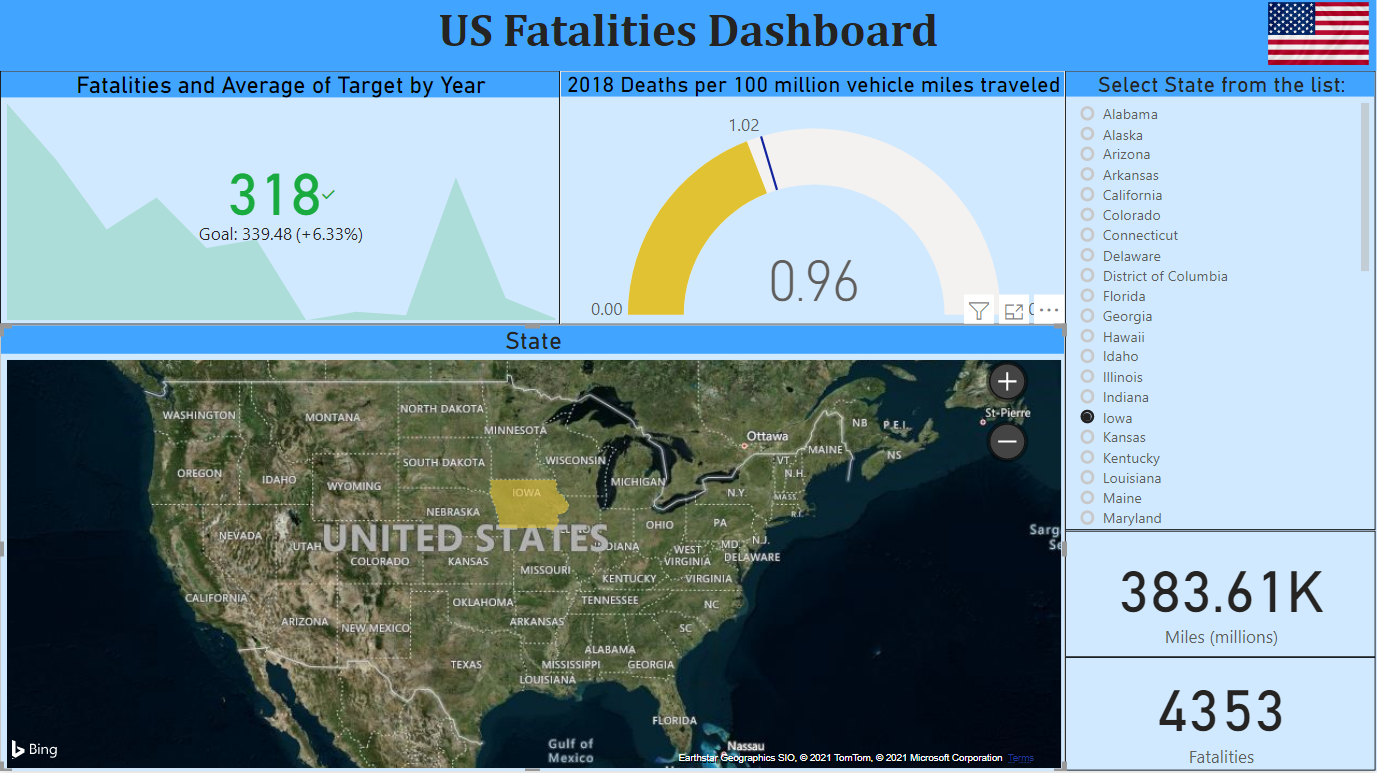 US Fatalities Dashboard
Fatalities and Average of Target by Year
318
Goal: 339.48 (+6.33%)
2018 Deaths per 100 million vehicle miles traveled
1.02
0.96
0.00
Select State from the list:
Alabama
Alaska
Arizona
Arkansas
California
Colorado
Connecticut
Delaware
District of Columbia
Florida
Georgia
Hawaii
Idaho
Illinois
Indiana
Iowa
Kansas
Kentucky
Louisiana
Maine
Maryland
State
WASHINGTON
MONTANA
NORTH DAKOTA
MINNESOTA
Ottawa
St-Pierre
NB
P.E.I.
NS
MAINE
OREGON
IDAHO
WYOMING
SOUTH DAKOTA
WISCONSIN
MICHIGAN
VT.
N.H.
N.Y.
MASS.
R.I.
IOWA
NEBRASKA
NEVADA
UTAH
UNITED STATES
OHIO
PA
N.J.
MD.
DELAWARE
COLORADO
KANSAS
MISSOURI
WEST
VIRGINIA
KENTUCKY
VIRGINIA
CALIFORNIA
ARIZONA
NEW MEXICO
OKLAHOMA
ARKANSAS
TENNESSEE
NC
SC
TEXAS
MISSISSIPPI
ALABAMA
GEORGIA
LOUISIANA
FLORIDA
Gulf of
Mexico
Nassau
Bing
Earthstar Geographics SIO, © 2021 TomTom, © 2021 Microsoft Corporation Terms
383.61K
Miles (millions)
4353
Fatalities